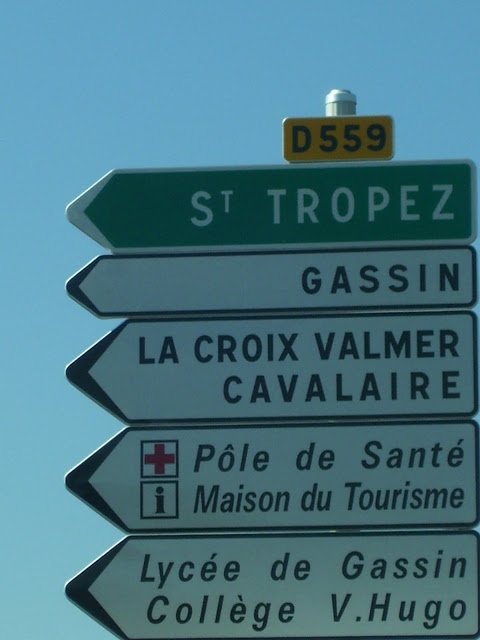 D559
ST TROPEZ
GASSIN
LA CROIX VALMER
CAVALAIRE
Pôle de Santé
i Maison du Tourisme
Lycée de Gassin
Collège V.Hugo